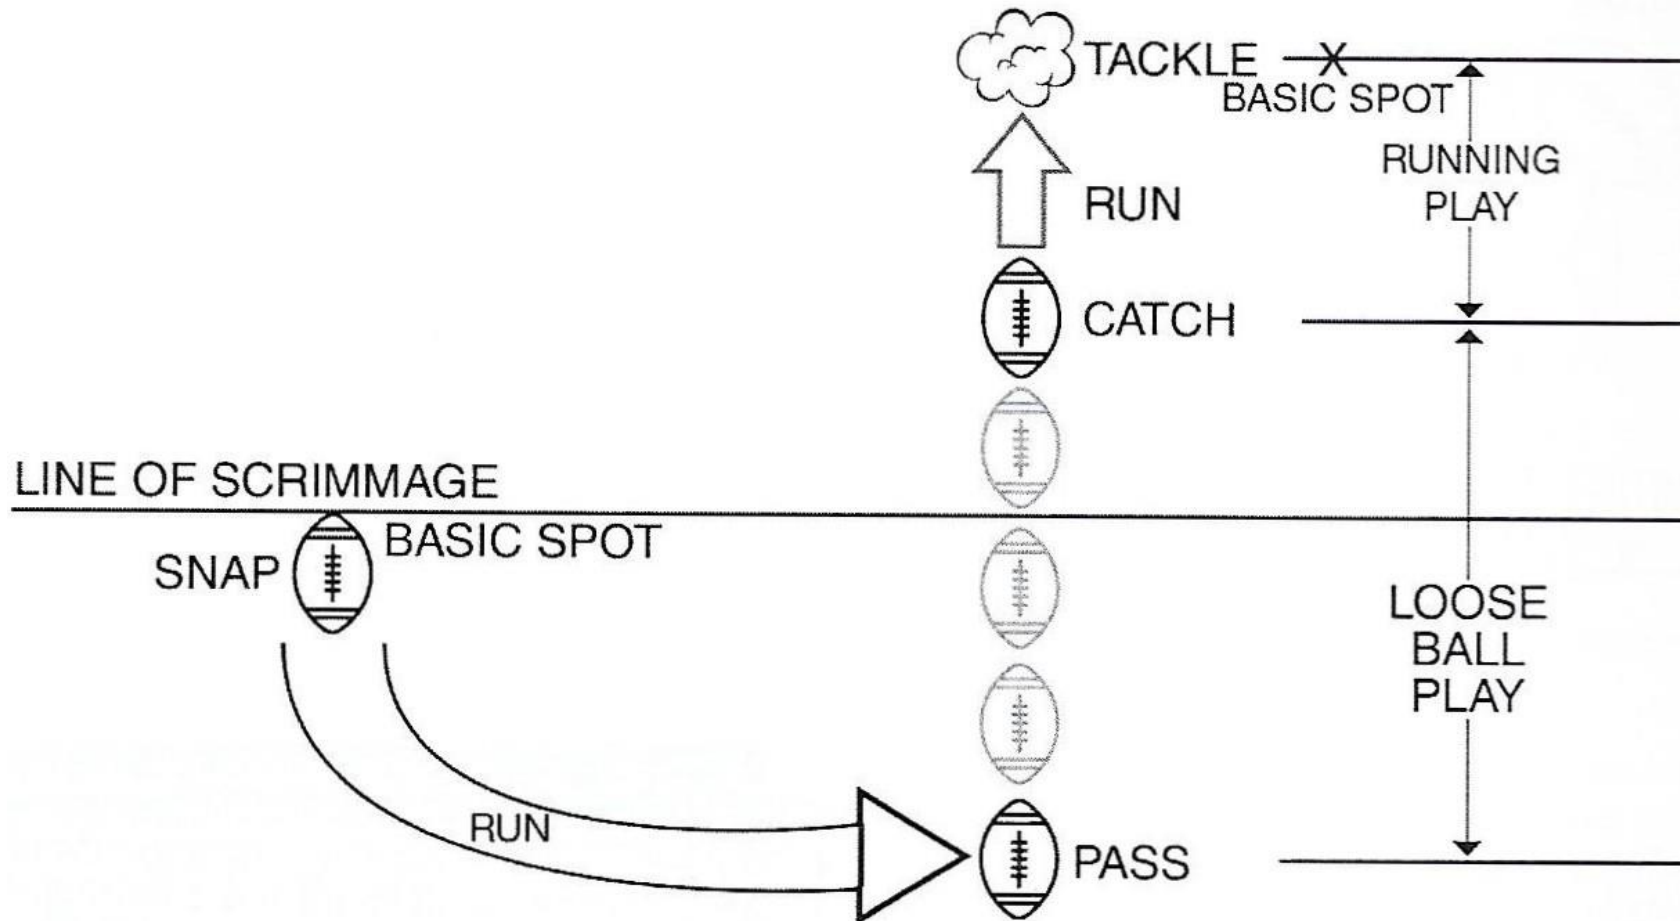 TACKLE X
BASIC SPOT
RUNNING
PLAY
RUN
CATCH
LINE OF SCRIMMAGE
BASIC SPOT
SNAP
LOOSE
BALL
PLAY
RUN
PASS